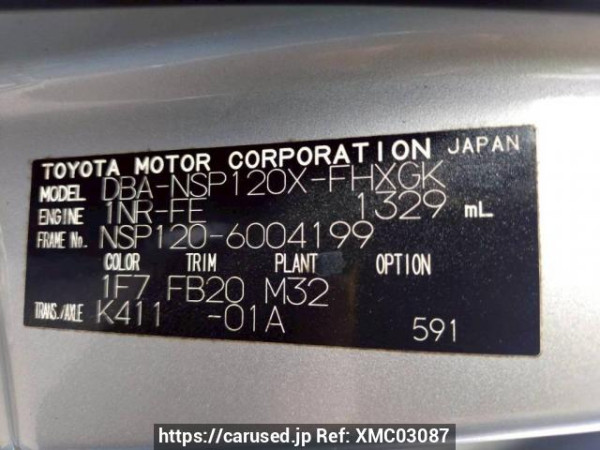 TOYOTA MOTOR CORPORATION JAPAN
MODEL DBA-NSP120X-FHXGK
ENGINE 1NR-FE 1329 mL
FRAME No. NSP120-6004199
COLOR TRIM PLANT OPTION
1F7 FB20 M32
TRANS./AXLE K411 -01A 591
https://carused.jp Ref: XMC03087